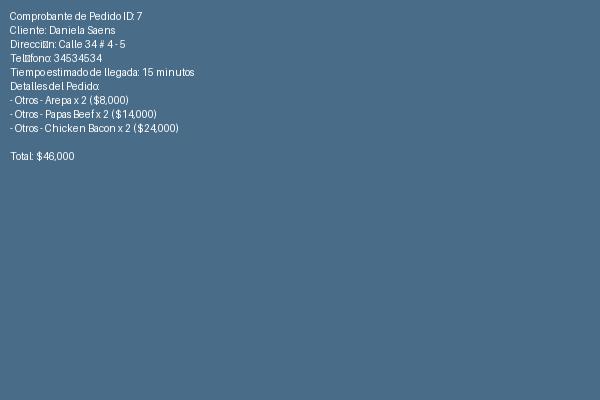 Comprobante de Pedido ID: 7
Cliente: Daniela Saens
Direcci□n: Calle 34 # 4 - 5
Tel□fono: 34534534
Tiempo estimado de llegada: 15 minutos
Detalles del Pedido:
- Otros - Arepa x 2 ($8,000)
- Otros - Papas Beef x 2 ($14,000)
- Otros - Chicken Bacon x 2 ($24,000)
Total: $46,000